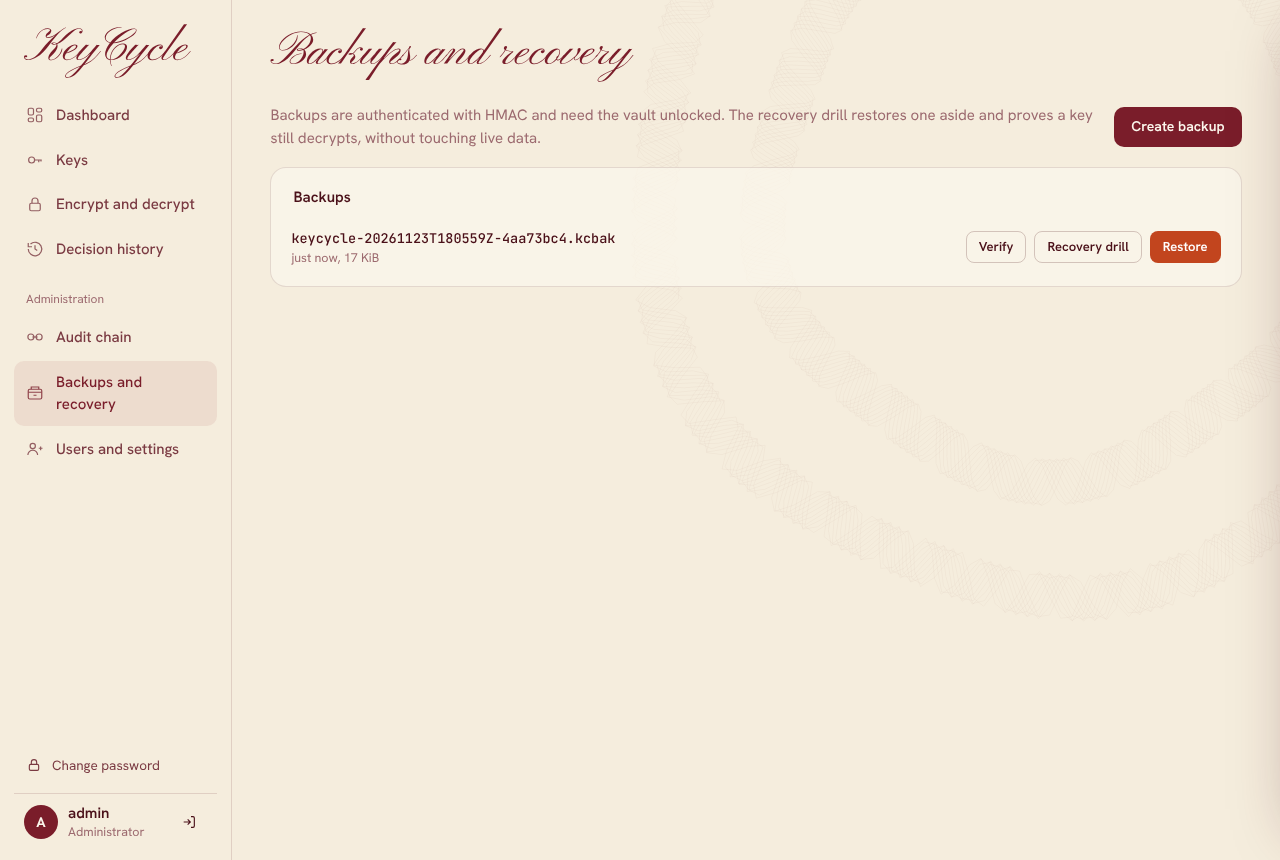 KeyCycle
Dashboard
Keys
Encrypt and decrypt
Decision history
Administration
Audit chain
Backups and
recovery
Users and settings
Change password
A
admin
Administrator
Backups and recovery
Backups are authenticated with HMAC and need the vault unlocked. The recovery drill restores one aside and proves a key
still decrypts, without touching live data.
Create backup
Backups
keycycle-20261123T180559Z-4aa73bc4.kcbak
just now, 17 KiB
Verify
Recovery drill
Restore